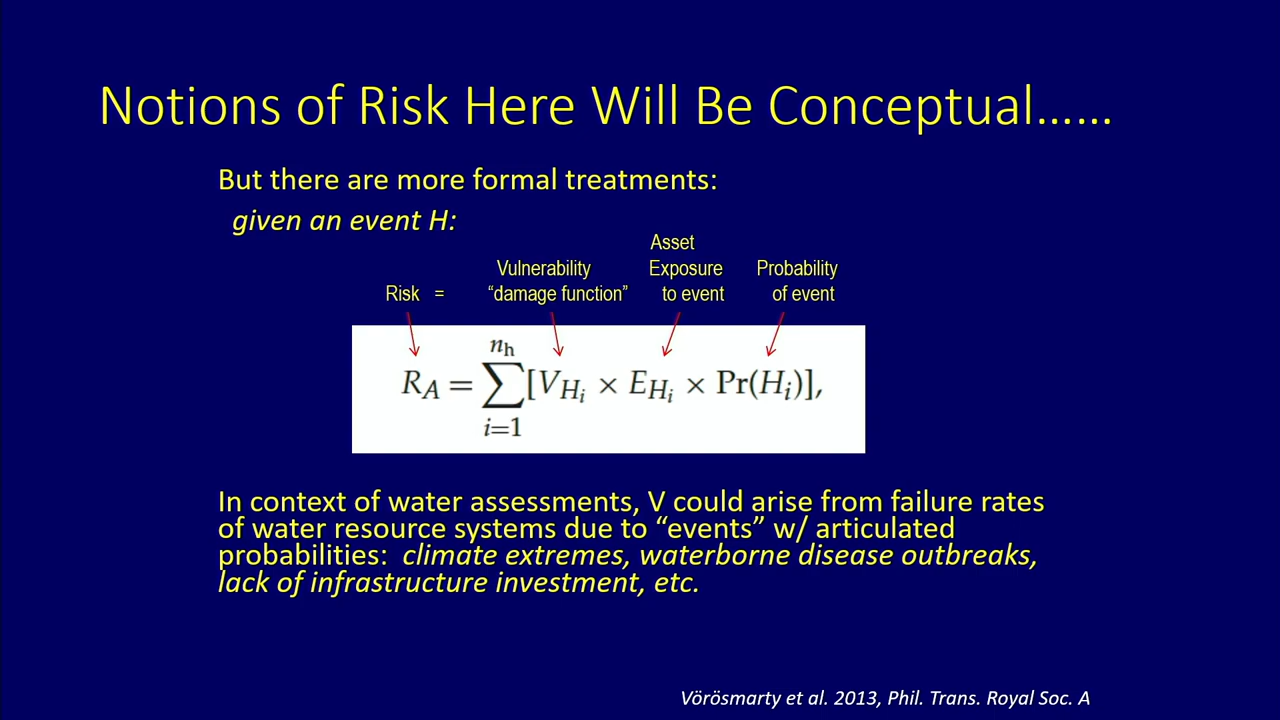 Notions of Risk Here Will Be Conceptual……
But there are more formal treatments:
given an event H:
Risk =
Vulnerability
“damage function”
Asset
Exposure
to event
Probability
of event
R_A = ∑_{i=1}^{n_h} [V_{H_i} × E_{H_i} × Pr(H_i)],
In context of water assessments, V could arise from failure rates
of water resource systems due to “events” w/ articulated
probabilities: climate extremes, waterborne disease outbreaks,
lack of infrastructure investment, etc.
Vörösmarty et al. 2013, Phil. Trans. Royal Soc. A